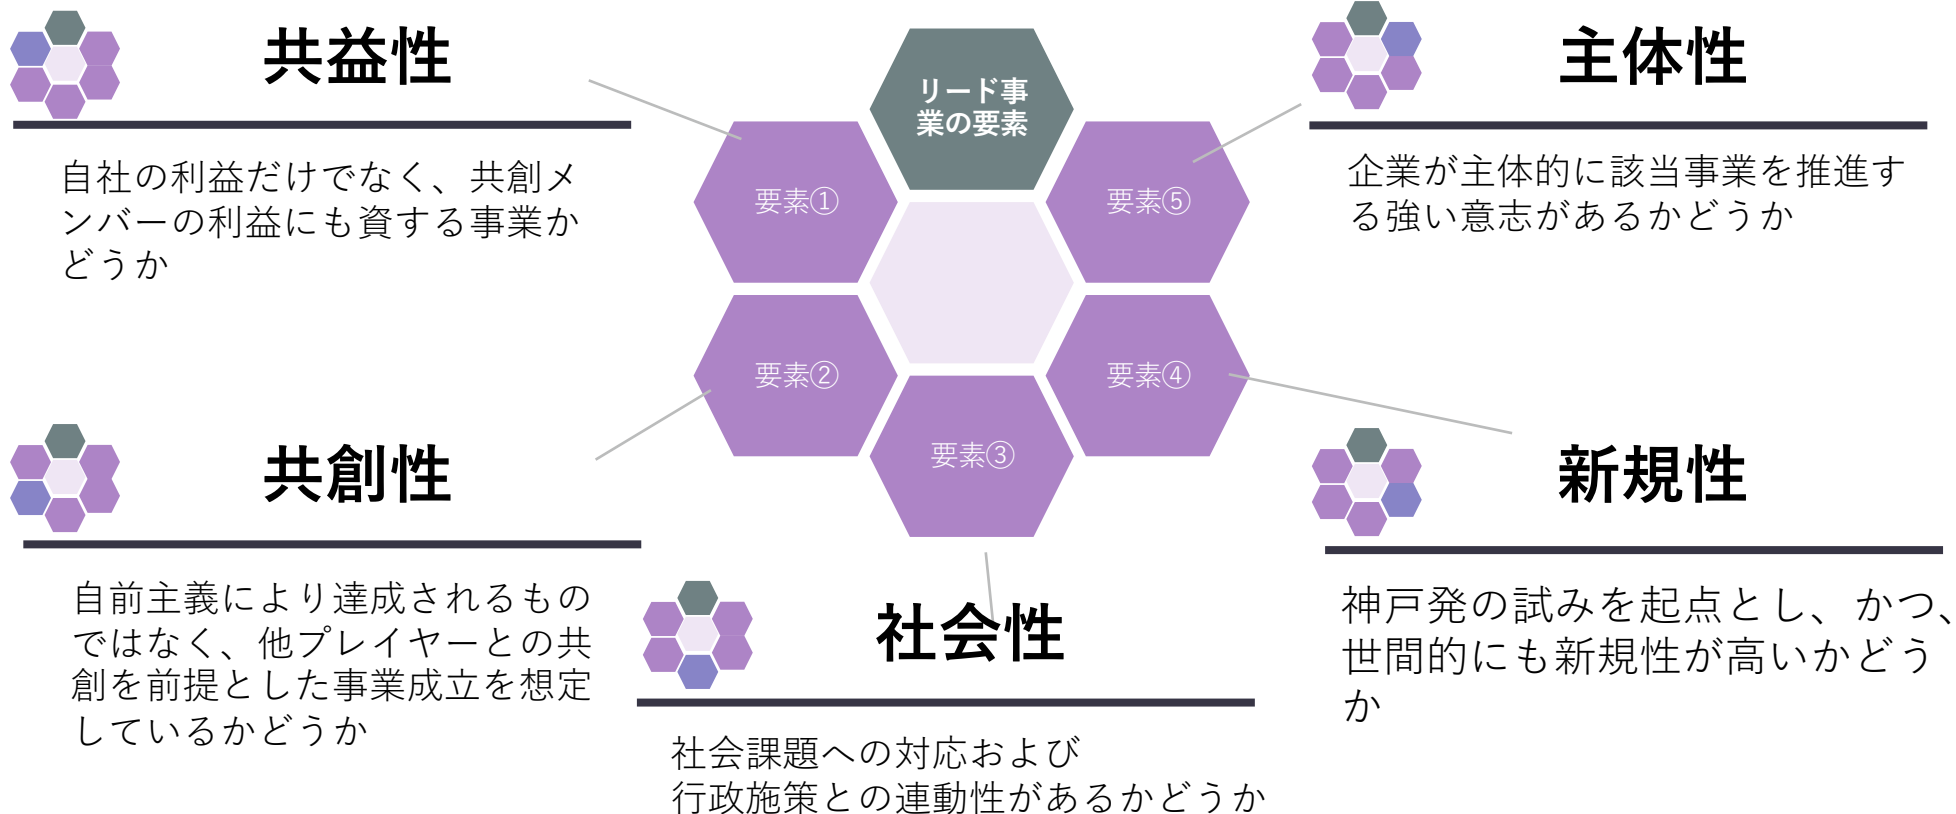 共益性
自社の利益だけでなく、共創メ
ンバーの利益にも資する事業か
どうか
リード事
業の要素
要素①
要素②
要素③
要素④
要素⑤
主体性
企業が主体的に該当事業を推進す
る強い意志があるかどうか
共創性
自前主義により達成されるもの
ではなく、他プレイヤーとの共
創を前提とした事業成立を想定
しているかどうか
社会性
社会課題への対応および
行政施策との連動性があるかどうか
新規性
神戸発の試みを起点とし、かつ、
世間的にも新規性が高いかどう
か